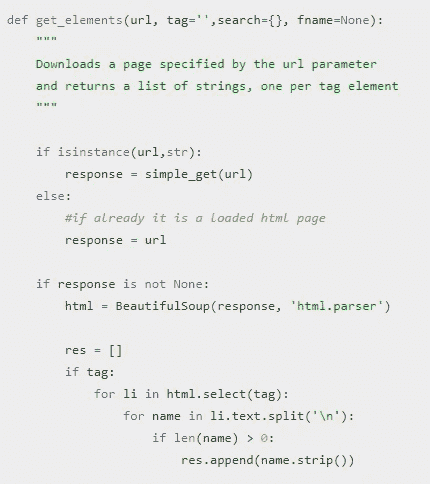 def get_elements(url, tag='',search={}, fname=None):
    """
    Downloads a page specified by the url parameter
    and returns a list of strings, one per tag element
    """

    if isinstance(url,str):
        response = simple_get(url)
    else:
        #if already it is a loaded html page
        response = url

    if response is not None:
        html = BeautifulSoup(response, 'html.parser')

        res = []
        if tag:
            for li in html.select(tag):
                for name in li.text.split('\n'):
                    if len(name) > 0:
                        res.append(name.strip())